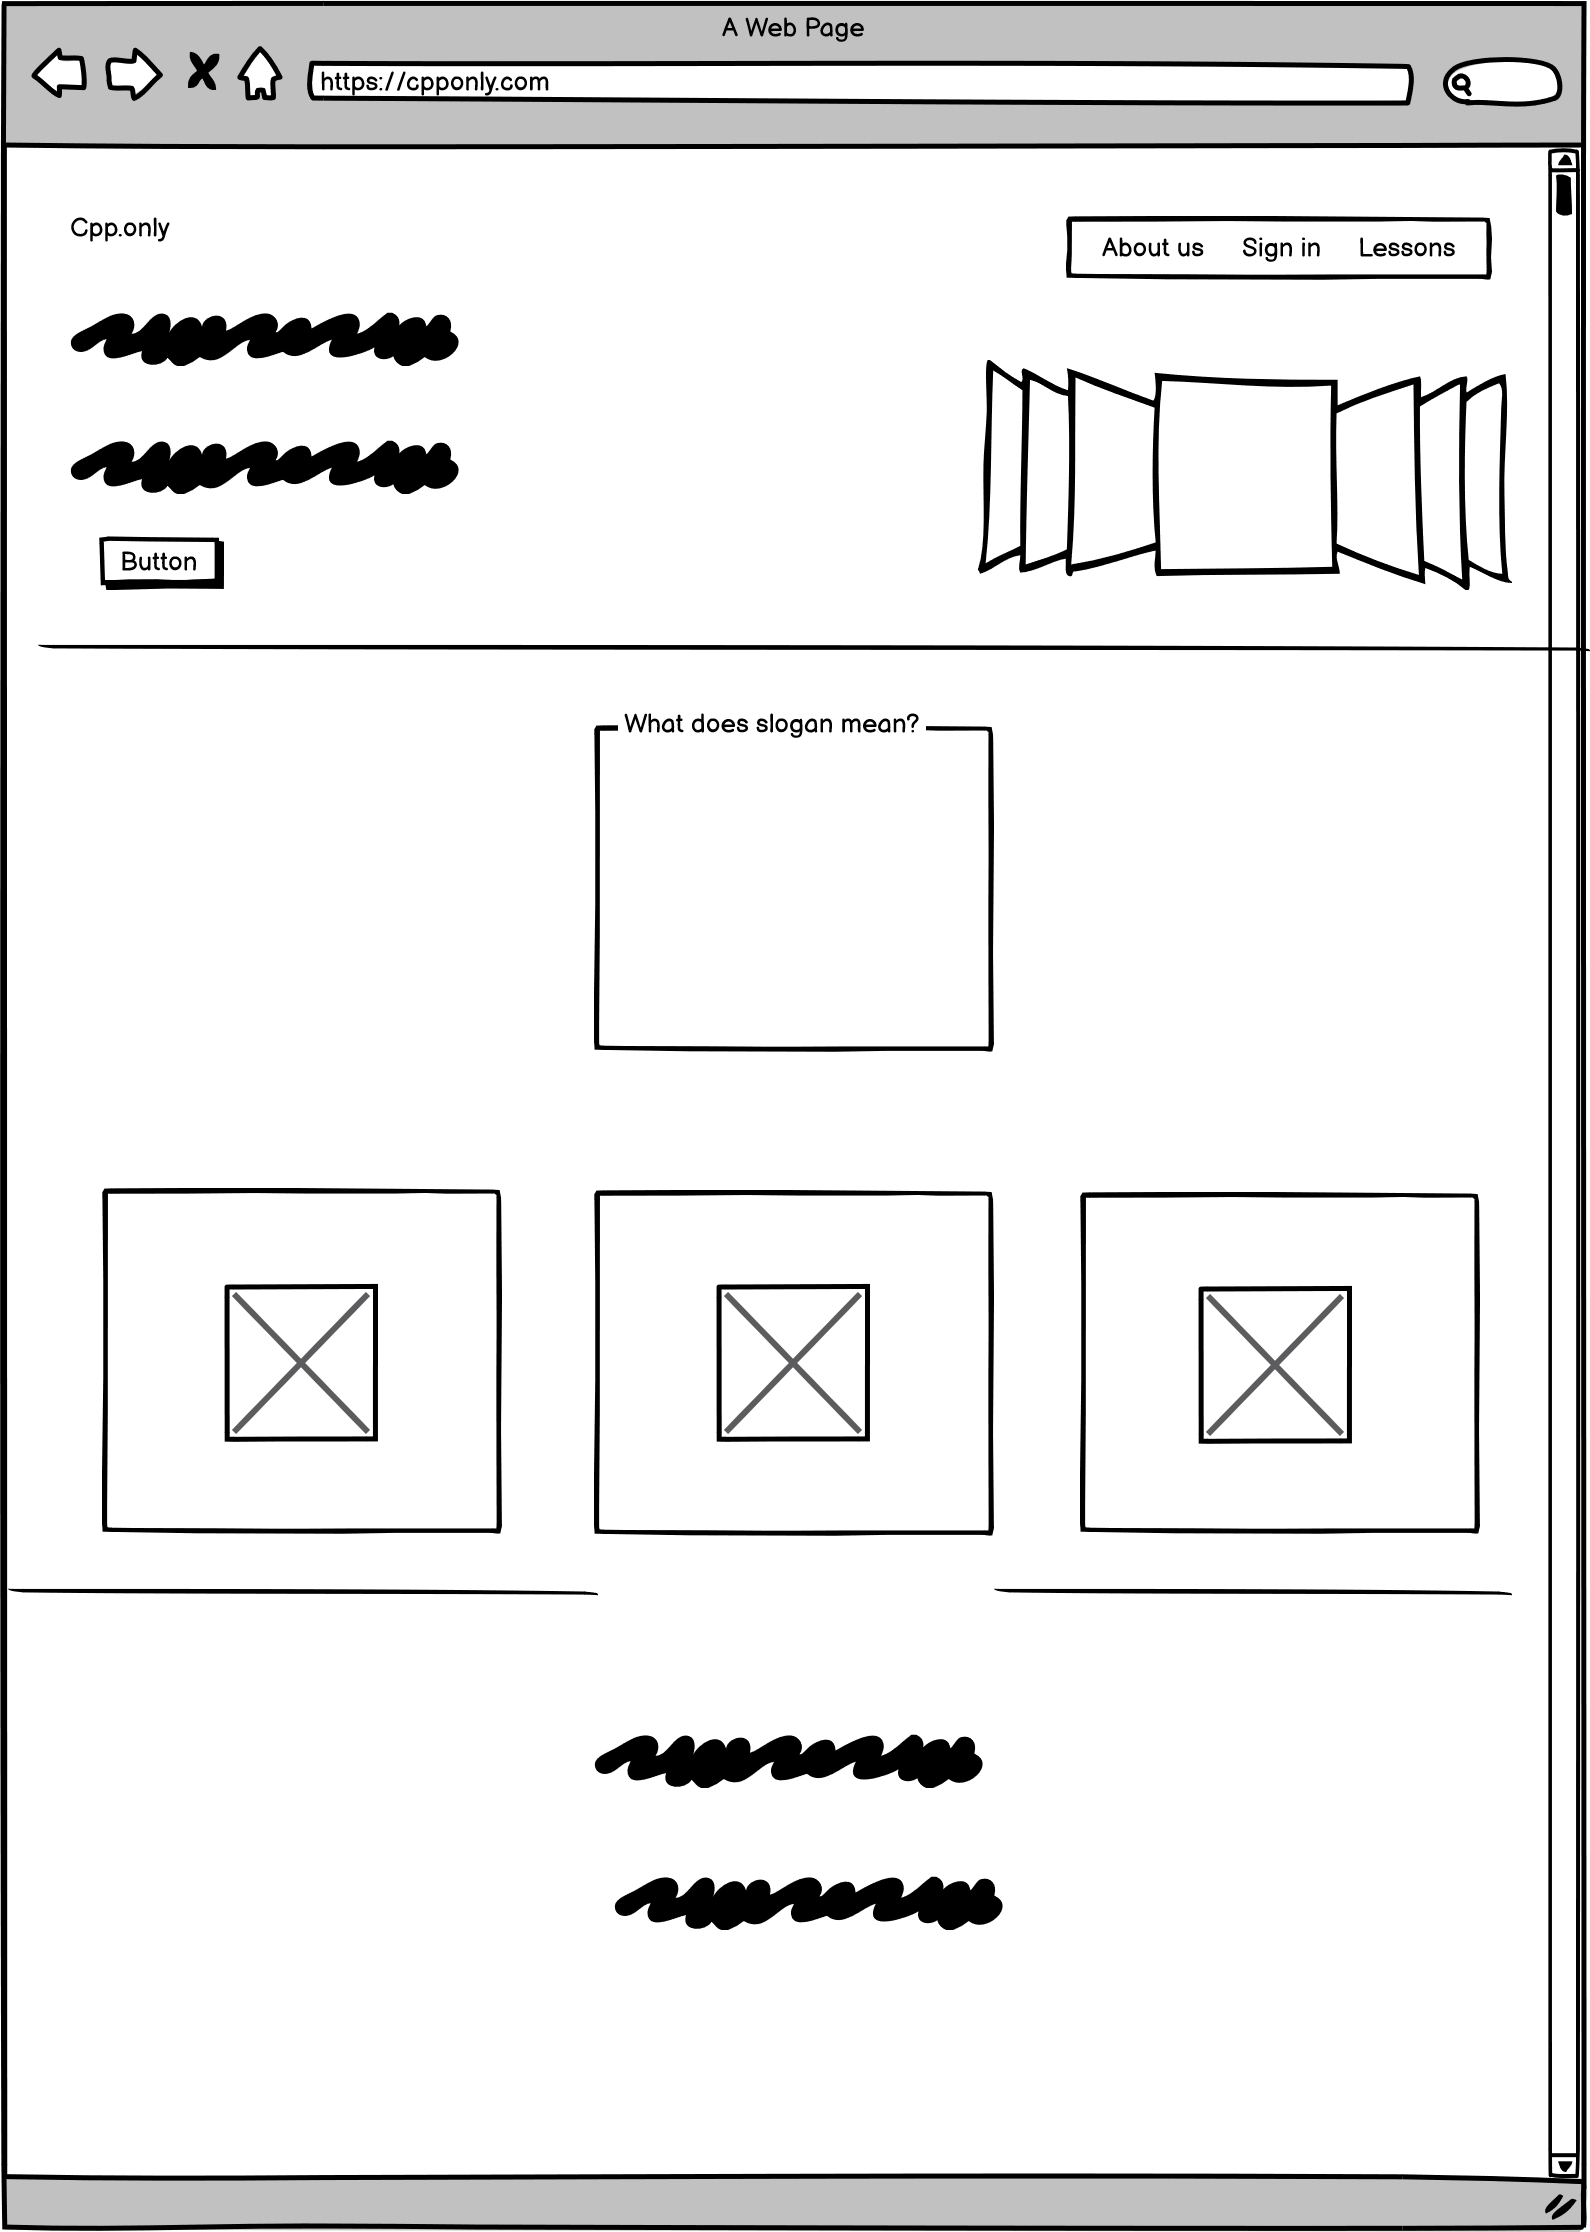 A Web Page
https://cpponly.com
Cpp.only
About us Sign in Lessons
Button
What does slogan mean?